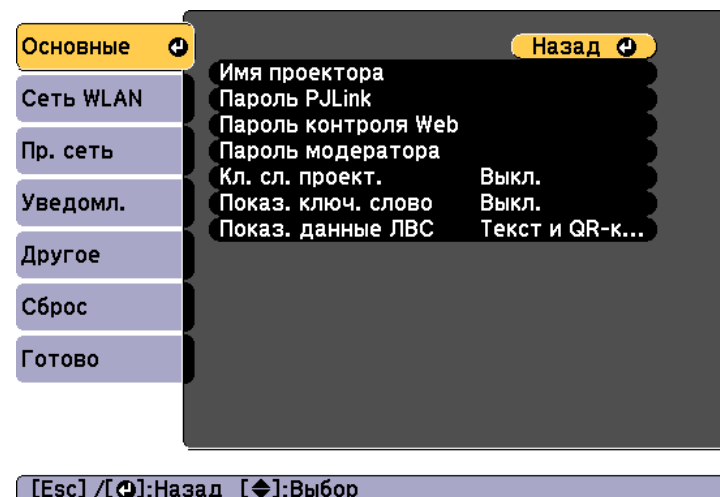 Основные
Сеть WLAN
Пр. сеть
Уведомл.
Другое
Сброс
Готово
Назад
Имя проектора
Пароль PJLink
Пароль контроля Web
Пароль модератора
Кл. сл. проект. Выкл.
Показ. ключ. слово Выкл.
Показ. данные ЛВС Текст и QR-к...
[Esc] /[⏎]:Назад [◆]:Выбор